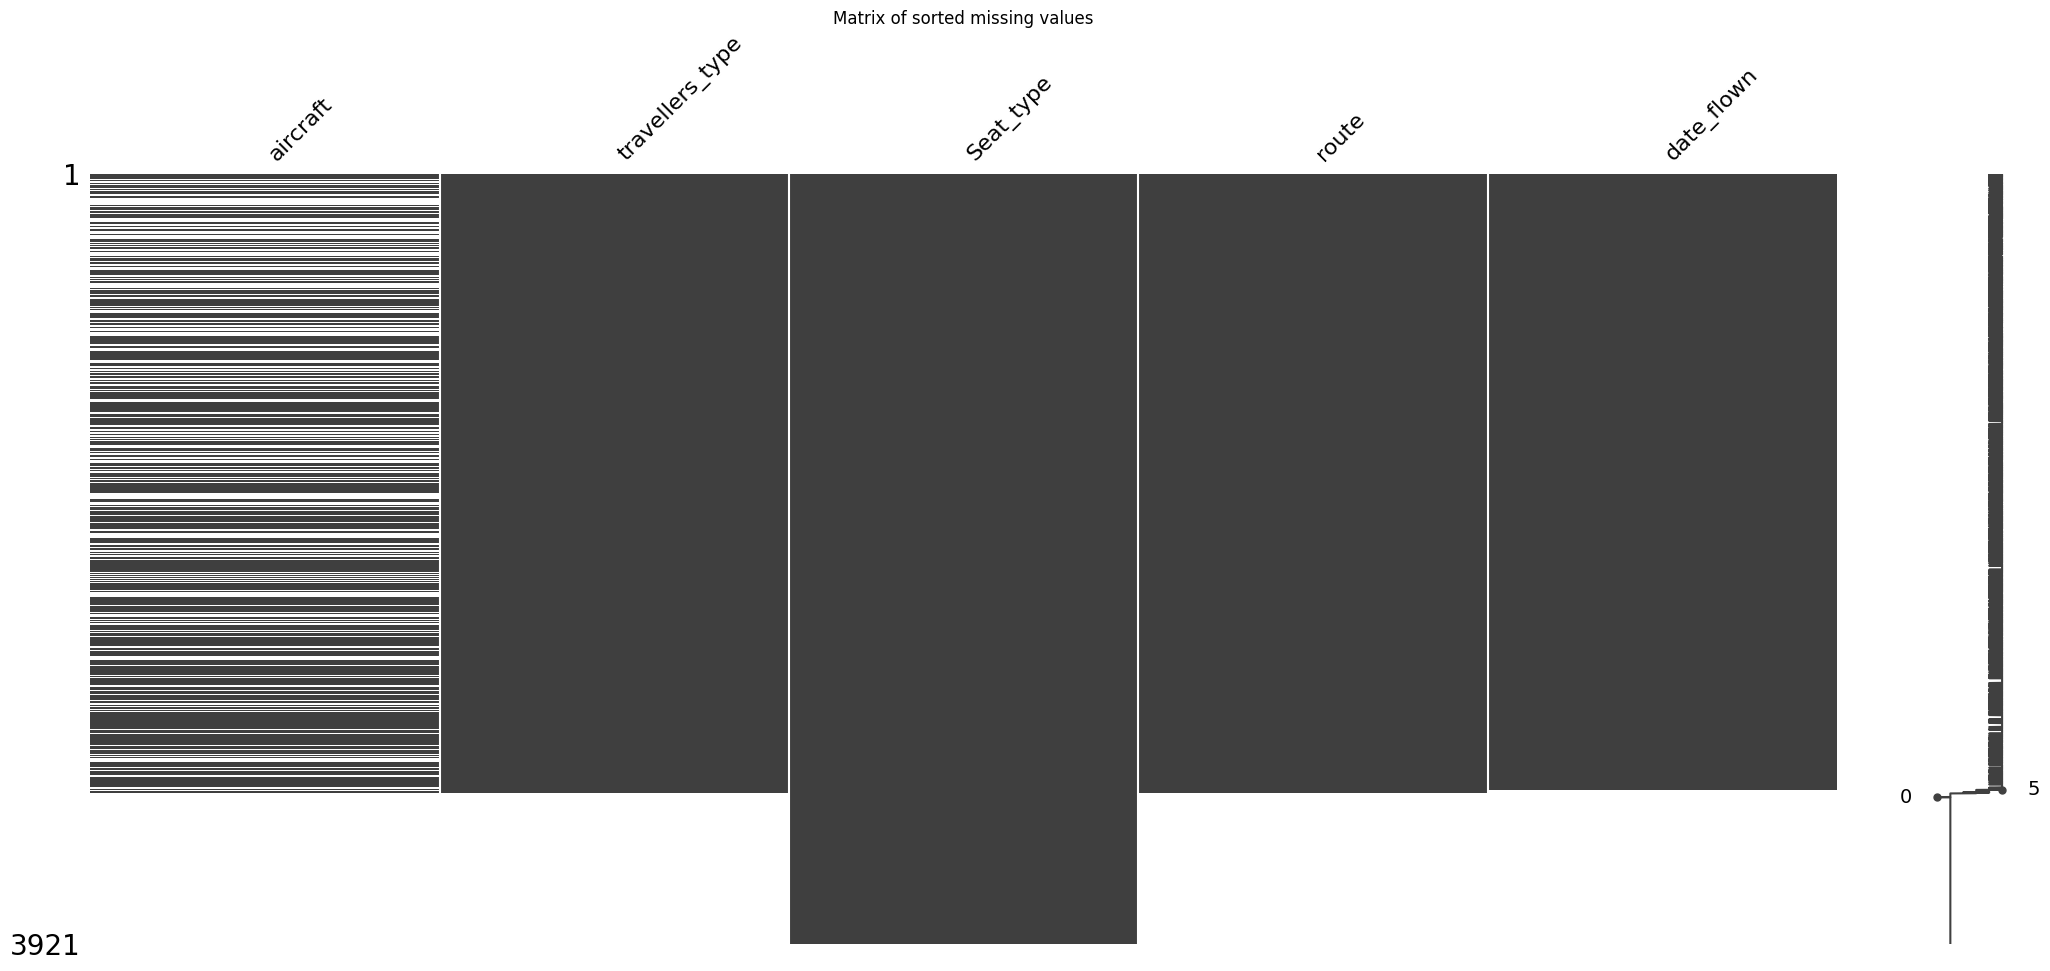 Matrix of sorted missing values
aircraft
travellers_type
Seat_type
route
date_flown
1
0
5
3921